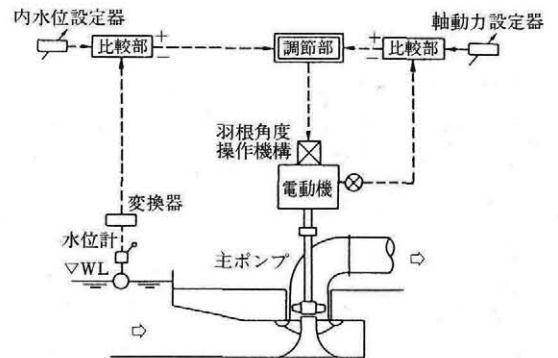 内水位設定器
比較部
+
−
調節部
+
−
比較部
軸動力設定器
羽根角度
操作機構
電動機
変換器
水位計
▽WL
主ポンプ